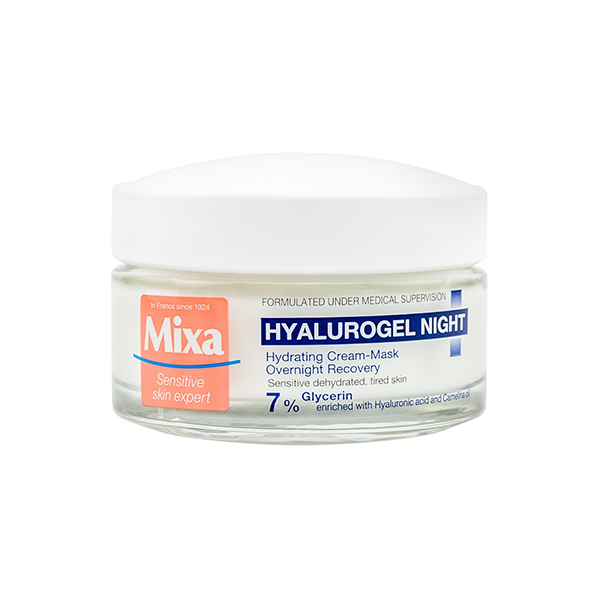 In France since 1924
Mixa
Sensitive
skin expert
FORMULATED UNDER MEDICAL SUPERVISION
HYALUROGEL NIGHT
Hydrating Cream-Mask
Overnight Recovery
Sensitive dehydrated, tired skin
7% Glycerin
enriched with Hyaluronic acid and Camelina oil